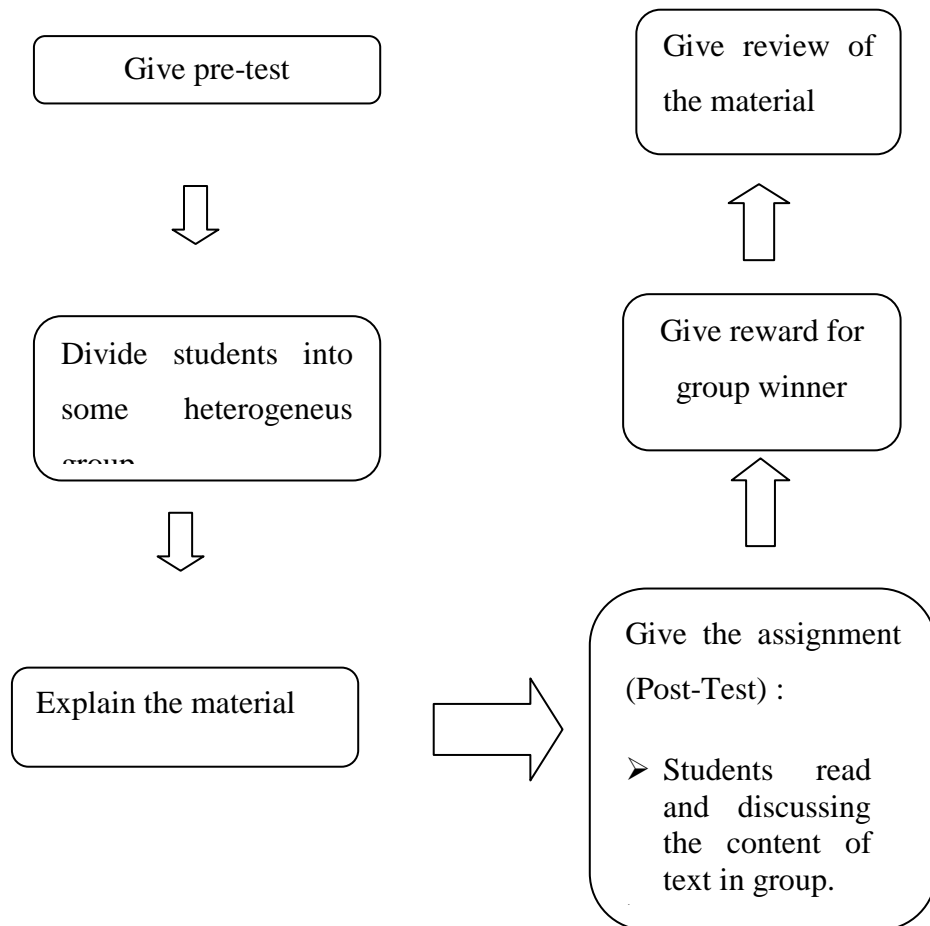 Give pre-test
Divide students into
some heterogeneus
group
Explain the material
Give the assignment
(Post-Test) :
➢ Students read
and discussing
the content of
text in group.
Give reward for
group winner
Give review of
the material